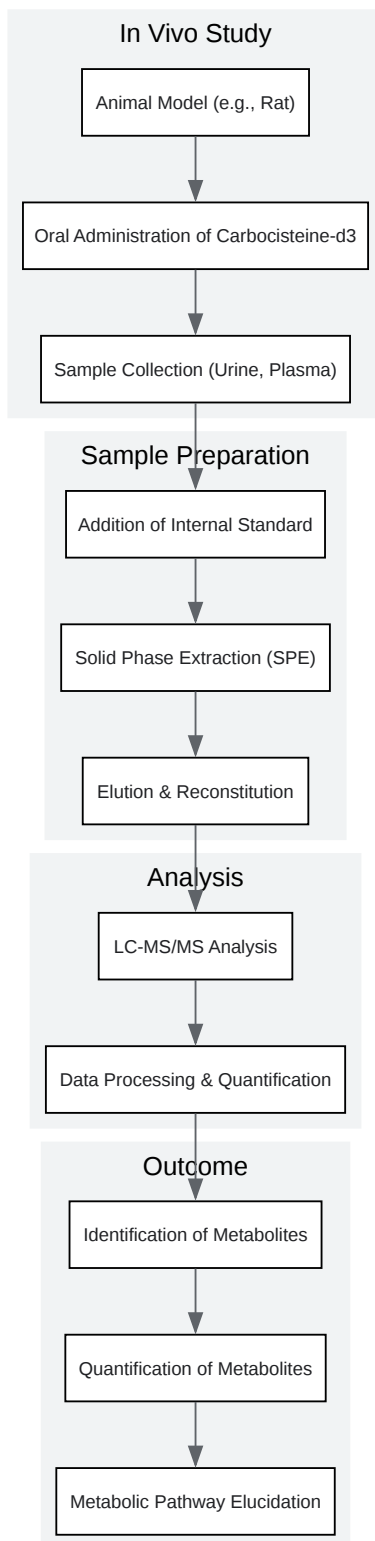 In Vivo Study
Animal Model (e.g., Rat)
Oral Administration of Carbocisteine-d3
Sample Collection (Urine, Plasma)
Sample Preparation
Addition of Internal Standard
Solid Phase Extraction (SPE)
Elution & Reconstitution
Analysis
LC-MS/MS Analysis
Data Processing & Quantification
Outcome
Identification of Metabolites
Quantification of Metabolites
Metabolic Pathway Elucidation